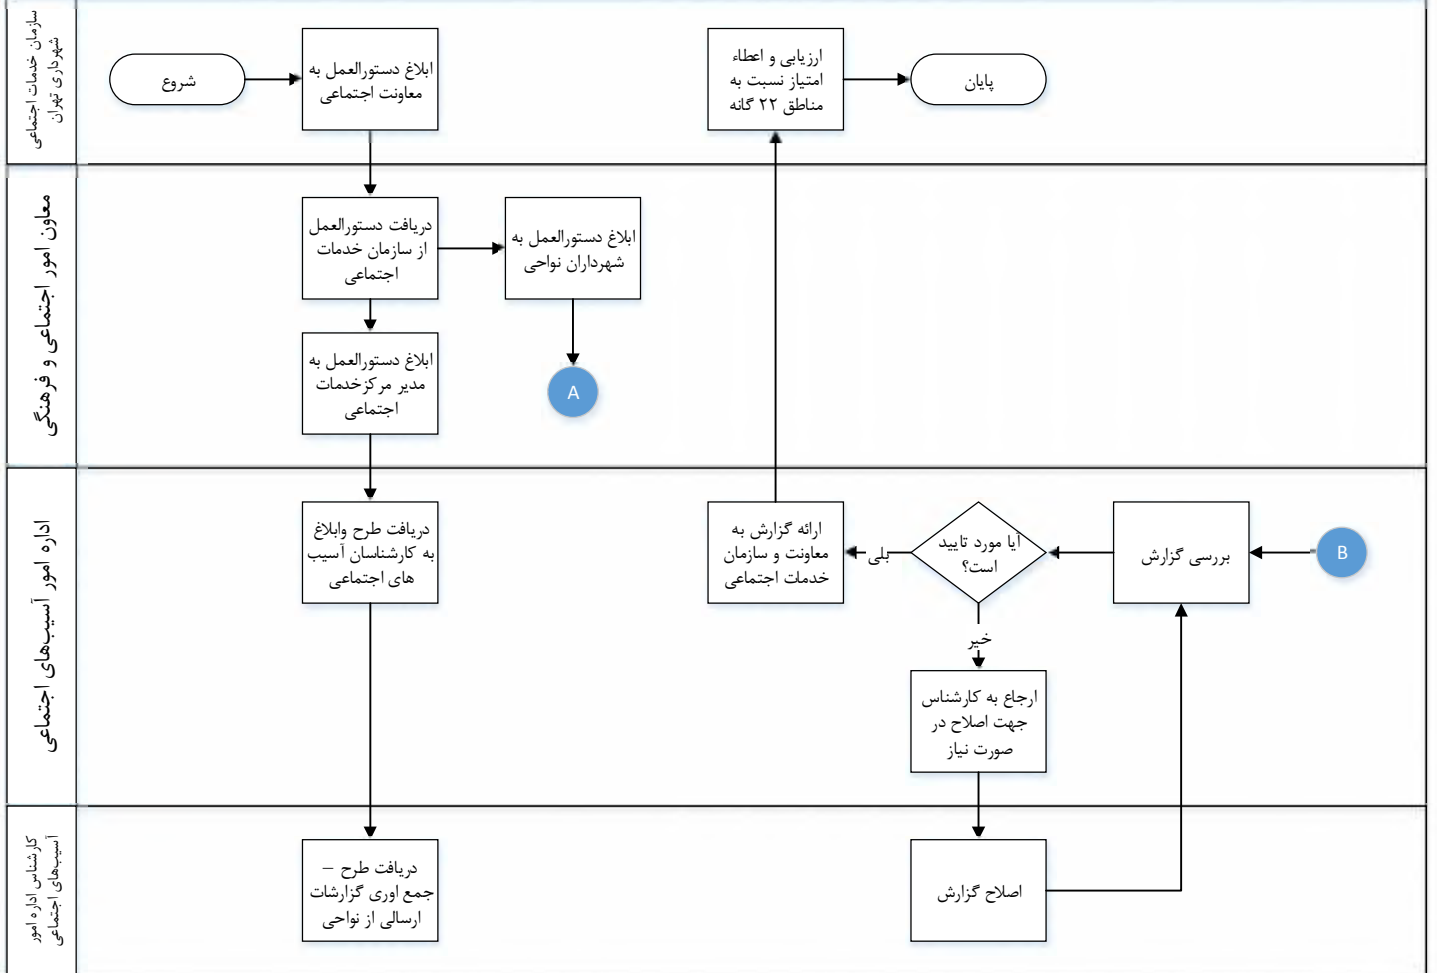 سازمان خدمات اجتماعی
شهرداری تهران
شروع
ابلاغ دستورالعمل به
معاونت اجتماعی
ارزیابی و اعطاء
امتیاز نسبت به
مناطق ۲۲ گانه
پایان
معاون امور اجتماعی و فرهنگی
دریافت دستورالعمل
از سازمان خدمات
اجتماعی
ابلاغ دستورالعمل به
شهرداران نواحی
ابلاغ دستورالعمل به
مدیر مرکزخدمات
اجتماعی
A
اداره امور آسیب‌های اجتماعی
دریافت طرح وابلاغ
به کارشناسان آسیب
های اجتماعی
ارائه گزارش به
معاونت و سازمان
خدمات اجتماعی
بلی
آیا مورد تایید
است؟
بررسی گزارش
B
خیر
ارجاع به کارشناس
جهت اصلاح در
صورت نیاز
کارشناس اداره امور
آسیب‌های اجتماعی
دریافت طرح –
جمع اوری گزارشات
ارسالی از نواحی
اصلاح گزارش